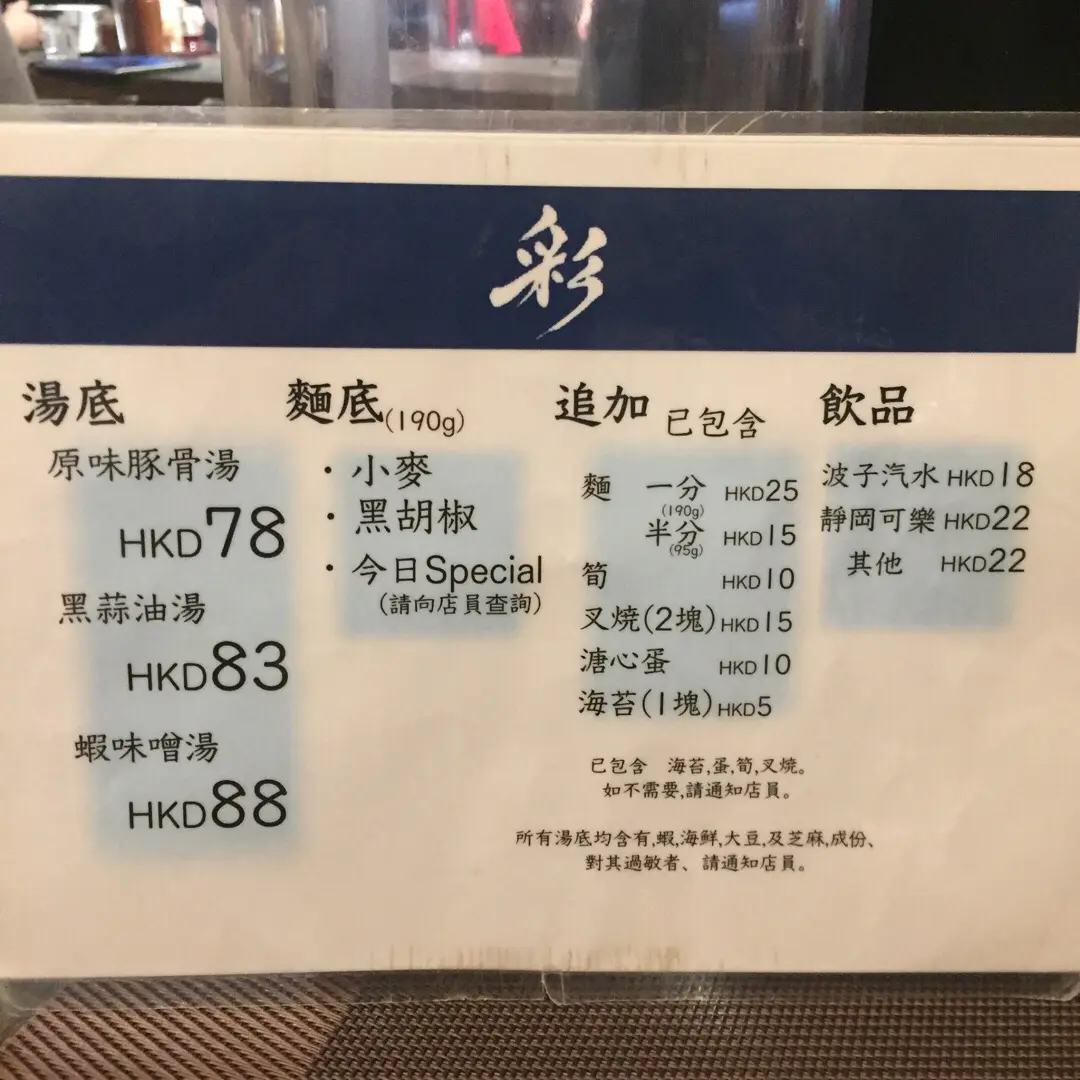 彩
湯底
原味豚骨湯
HKD78
黑蒜油湯
HKD83
蝦味噌湯
HKD88
麵底(190g)
・小麥
・黑胡椒
・今日Special
(請向店員查詢)
追加 已包含
麵 一分 HKD25
(190g)
半分 HKD15
(95g)
筍 HKD10
叉燒(2塊) HKD15
溏心蛋 HKD10
海苔(1塊) HKD5
已包含 海苔,蛋,筍,叉燒。
如不需要,請通知店員。
飲品
波子汽水 HKD18
靜岡可樂 HKD22
其他 HKD22
所有湯底均含有,蝦,海鮮,大豆,及芝麻,成份、
對其過敏者、請通知店員。